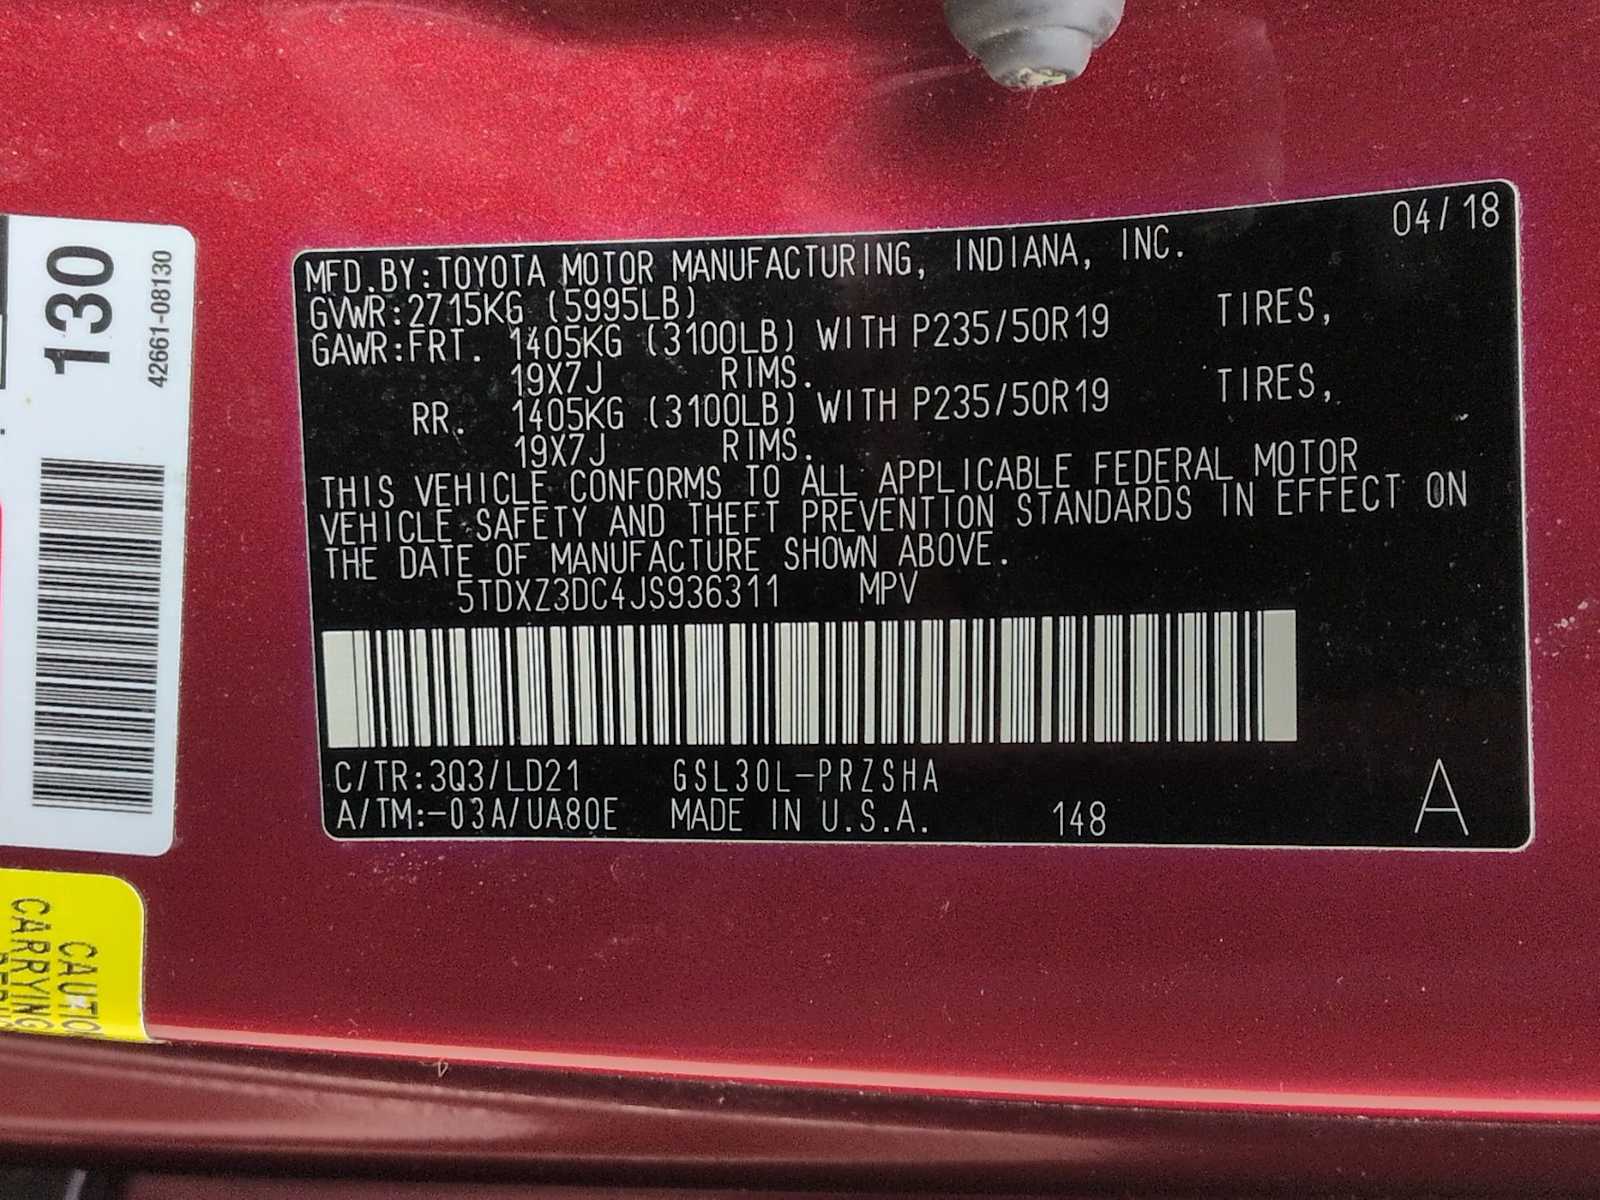 130
42661-08130
CAUTIO
CARRYING
04/18
MFD.BY:TOYOTA MOTOR MANUFACTURING, INDIANA, INC.
GVWR:2715KG (5995LB)
GAWR:FRT. 1405KG (3100LB) WITH P235/50R19 TIRES,
19X7J RIMS.
RR. 1405KG (3100LB) WITH P235/50R19 TIRES,
19X7J RIMS.
THIS VEHICLE CONFORMS TO ALL APPLICABLE FEDERAL MOTOR
VEHICLE SAFETY AND THEFT PREVENTION STANDARDS IN EFFECT ON
THE DATE OF MANUFACTURE SHOWN ABOVE.
5TDXZ3DC4JS936311 MPV
C/TR:3Q3/LD21 GSL30L-PRZSHA
A/TM:-03A/UA80E MADE IN U.S.A. 148
A